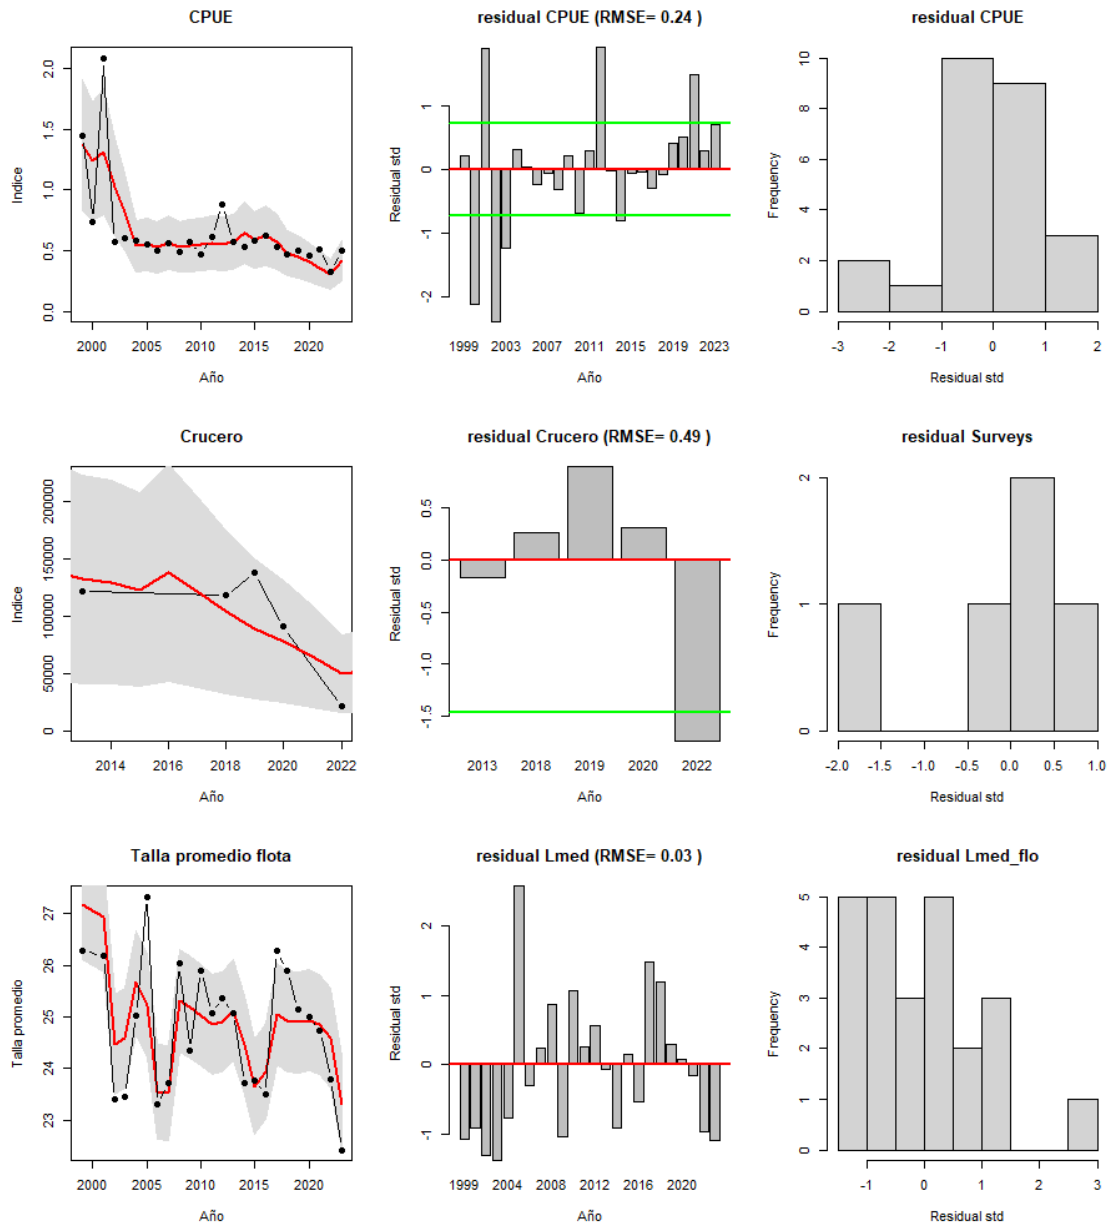 CPUE
Indice
0.0 0.5 1.0 1.5 2.0
2000 2005 2010 2015 2020
Año
residual CPUE (RMSE= 0.24 )
Residual std
-2 -1 0 1
1999 2003 2007 2011 2015 2019 2023
Año
residual CPUE
Frequency
0 2 4 6 8 10
-3 -2 -1 0 1 2
Residual std
Crucero
Indice
0 50000 100000 150000 200000
2014 2016 2018 2020 2022
Año
residual Crucero (RMSE= 0.49 )
Residual std
-1.5 -1.0 -0.5 0.0 0.5
2013 2018 2019 2020 2022
Año
residual Surveys
Frequency
0 1 2
-2.0 -1.5 -1.0 -0.5 0.0 0.5 1.0
Residual std
Talla promedio flota
Talla promedio
23 24 25 26 27
2000 2005 2010 2015 2020
Año
residual Lmed (RMSE= 0.03 )
Residual std
-1 0 1 2
1999 2004 2008 2012 2016 2020
Año
residual Lmed_flo
Frequency
0 1 2 3 4 5
-1 0 1 2 3
Residual std